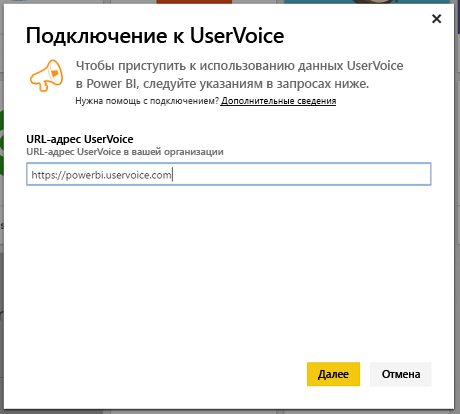 Подключение к UserVoice
Чтобы приступить к использованию данных UserVoice
в Power BI, следуйте указаниям в запросах ниже.
Нужна помощь с подключением? Дополнительные сведения
URL-адрес UserVoice
URL-адрес UserVoice в вашей организации
https://powerbi.uservoice.com
Далее
Отмена